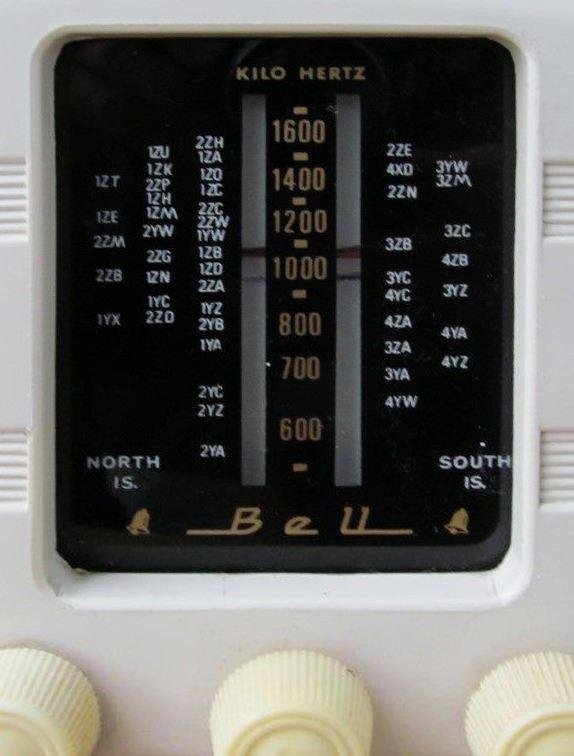 KILO HERTZ
1600
1400
1200
1000
800
700
600
1ZT
1ZE
2ZM
2ZB
1YX
1ZU
1ZK
2ZP
1ZH
1ZM
2YW
2ZG
1ZN
1YC
2ZD
2ZH
1ZA
1ZO
1ZC
2ZC
2ZW
1YW
1ZB
1ZD
2ZA
1YZ
2YB
1YA
2YC
2YZ
2YA
2ZE
4XD
2ZN
3ZB
3YC
4YC
4ZA
3ZA
3YA
4YW
3YW
3ZM
3ZC
4ZB
3YZ
4YA
4YZ
NORTH
IS.
SOUTH
IS.
Bell